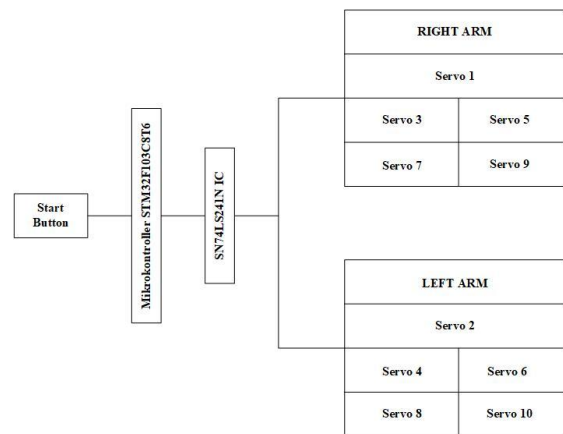 Start
Button
Mikrokontroller STM32F103C8T6
SN74LS241N IC
RIGHT ARM
Servo 1
Servo 3
Servo 5
Servo 7
Servo 9
LEFT ARM
Servo 2
Servo 4
Servo 6
Servo 8
Servo 10